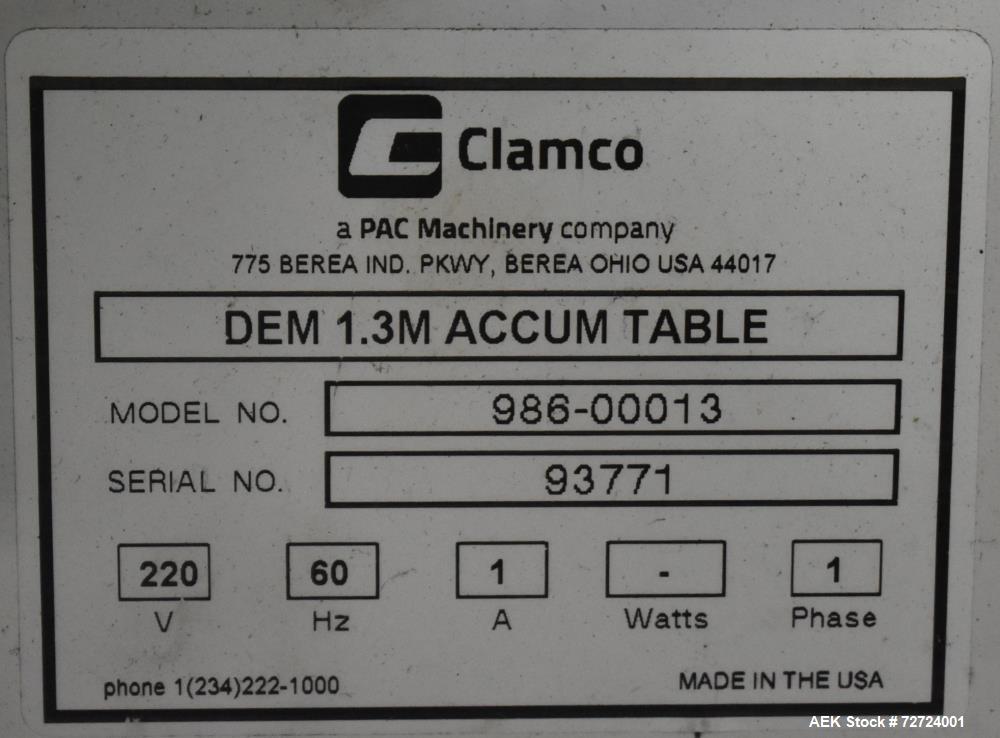 Clamco
a PAC Machinery company
775 BEREA IND. PKWY, BEREA OHIO USA 44017
DEM 1.3M ACCUM TABLE
MODEL NO. 986-00013
SERIAL NO. 93771
220 60 1 - 1
V Hz A Watts Phase
phone 1(234)222-1000 MADE IN THE USA
AEK Stock # 72724001